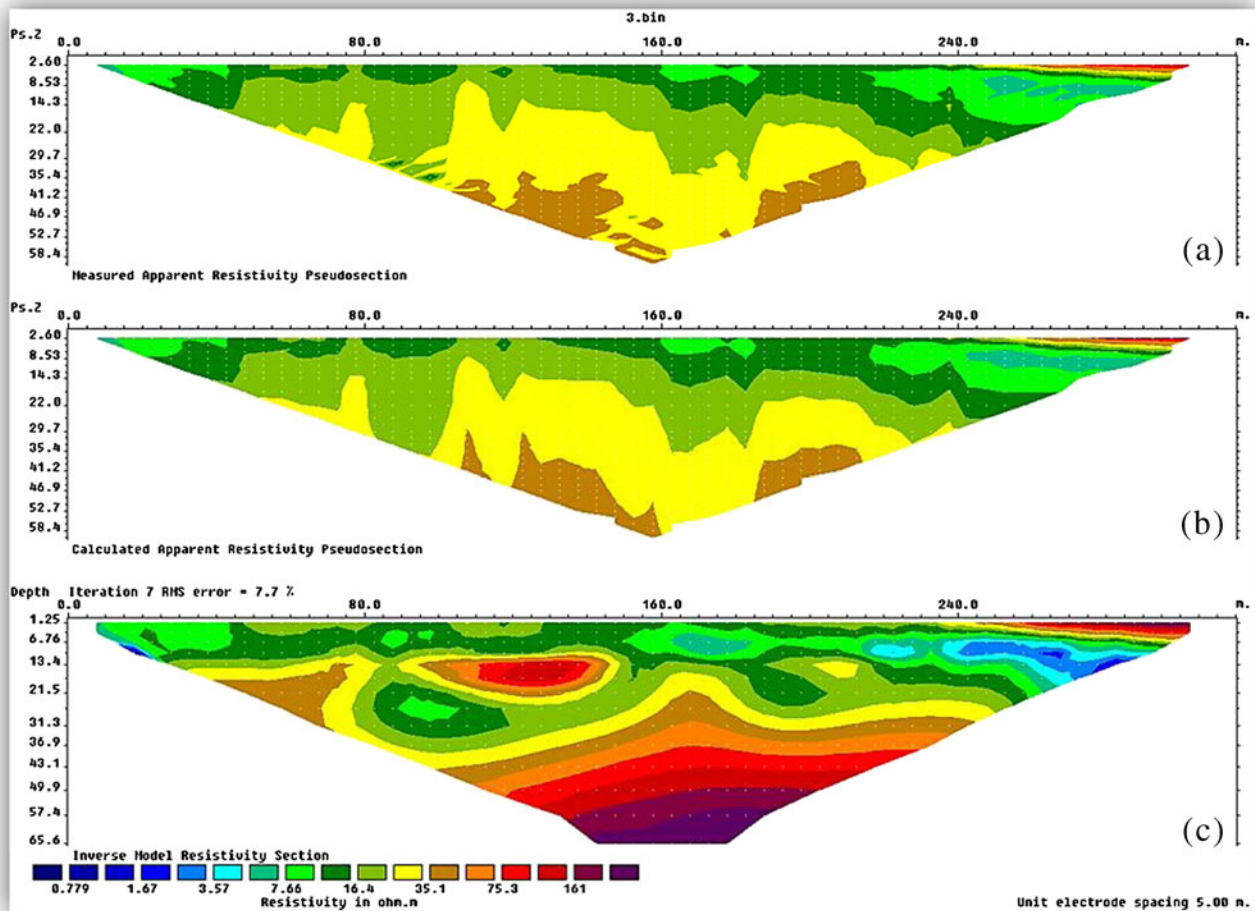 3.bin
Ps.Z 0.0 80.0 160.0 240.0 m.
2.60
8.53
14.3
22.0
29.7
35.4
41.2
46.9
52.7
58.4
(a)
Measured Apparent Resistivity Pseudosection
Ps.Z 0.0 80.0 160.0 240.0 m.
2.60
8.53
14.3
22.0
29.7
35.4
41.2
46.9
52.7
58.4
(b)
Calculated Apparent Resistivity Pseudosection
Depth Iteration 7 RMS error = 7.7 %
0.0 80.0 160.0 240.0 m.
1.25
6.76
13.4
21.5
31.3
36.9
43.1
49.9
57.4
65.6
(c)
Inverse Model Resistivity Section
0.779 1.67 3.57 7.66 16.4 35.1 75.3 161
Resistivity in ohm.m Unit electrode spacing 5.00 m.